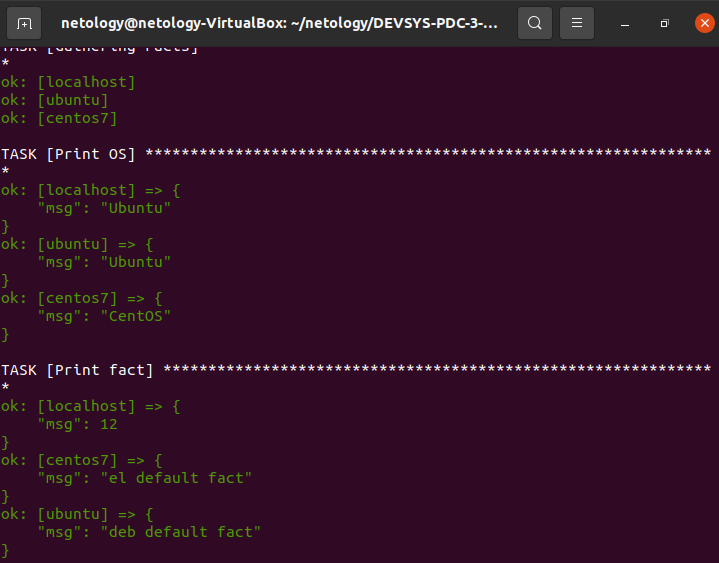 netology@netology-VirtualBox: ~/netology/DEVSYS-PDC-3-...
TASK [Gathering Facts]
*
ok: [localhost]
ok: [ubuntu]
ok: [centos7]

TASK [Print OS] ***************************************************************
*
ok: [localhost] => {
    "msg": "Ubuntu"
}
ok: [ubuntu] => {
    "msg": "Ubuntu"
}
ok: [centos7] => {
    "msg": "CentOS"
}

TASK [Print fact] *************************************************************
*
ok: [localhost] => {
    "msg": 12
}
ok: [centos7] => {
    "msg": "el default fact"
}
ok: [ubuntu] => {
    "msg": "deb default fact"
}